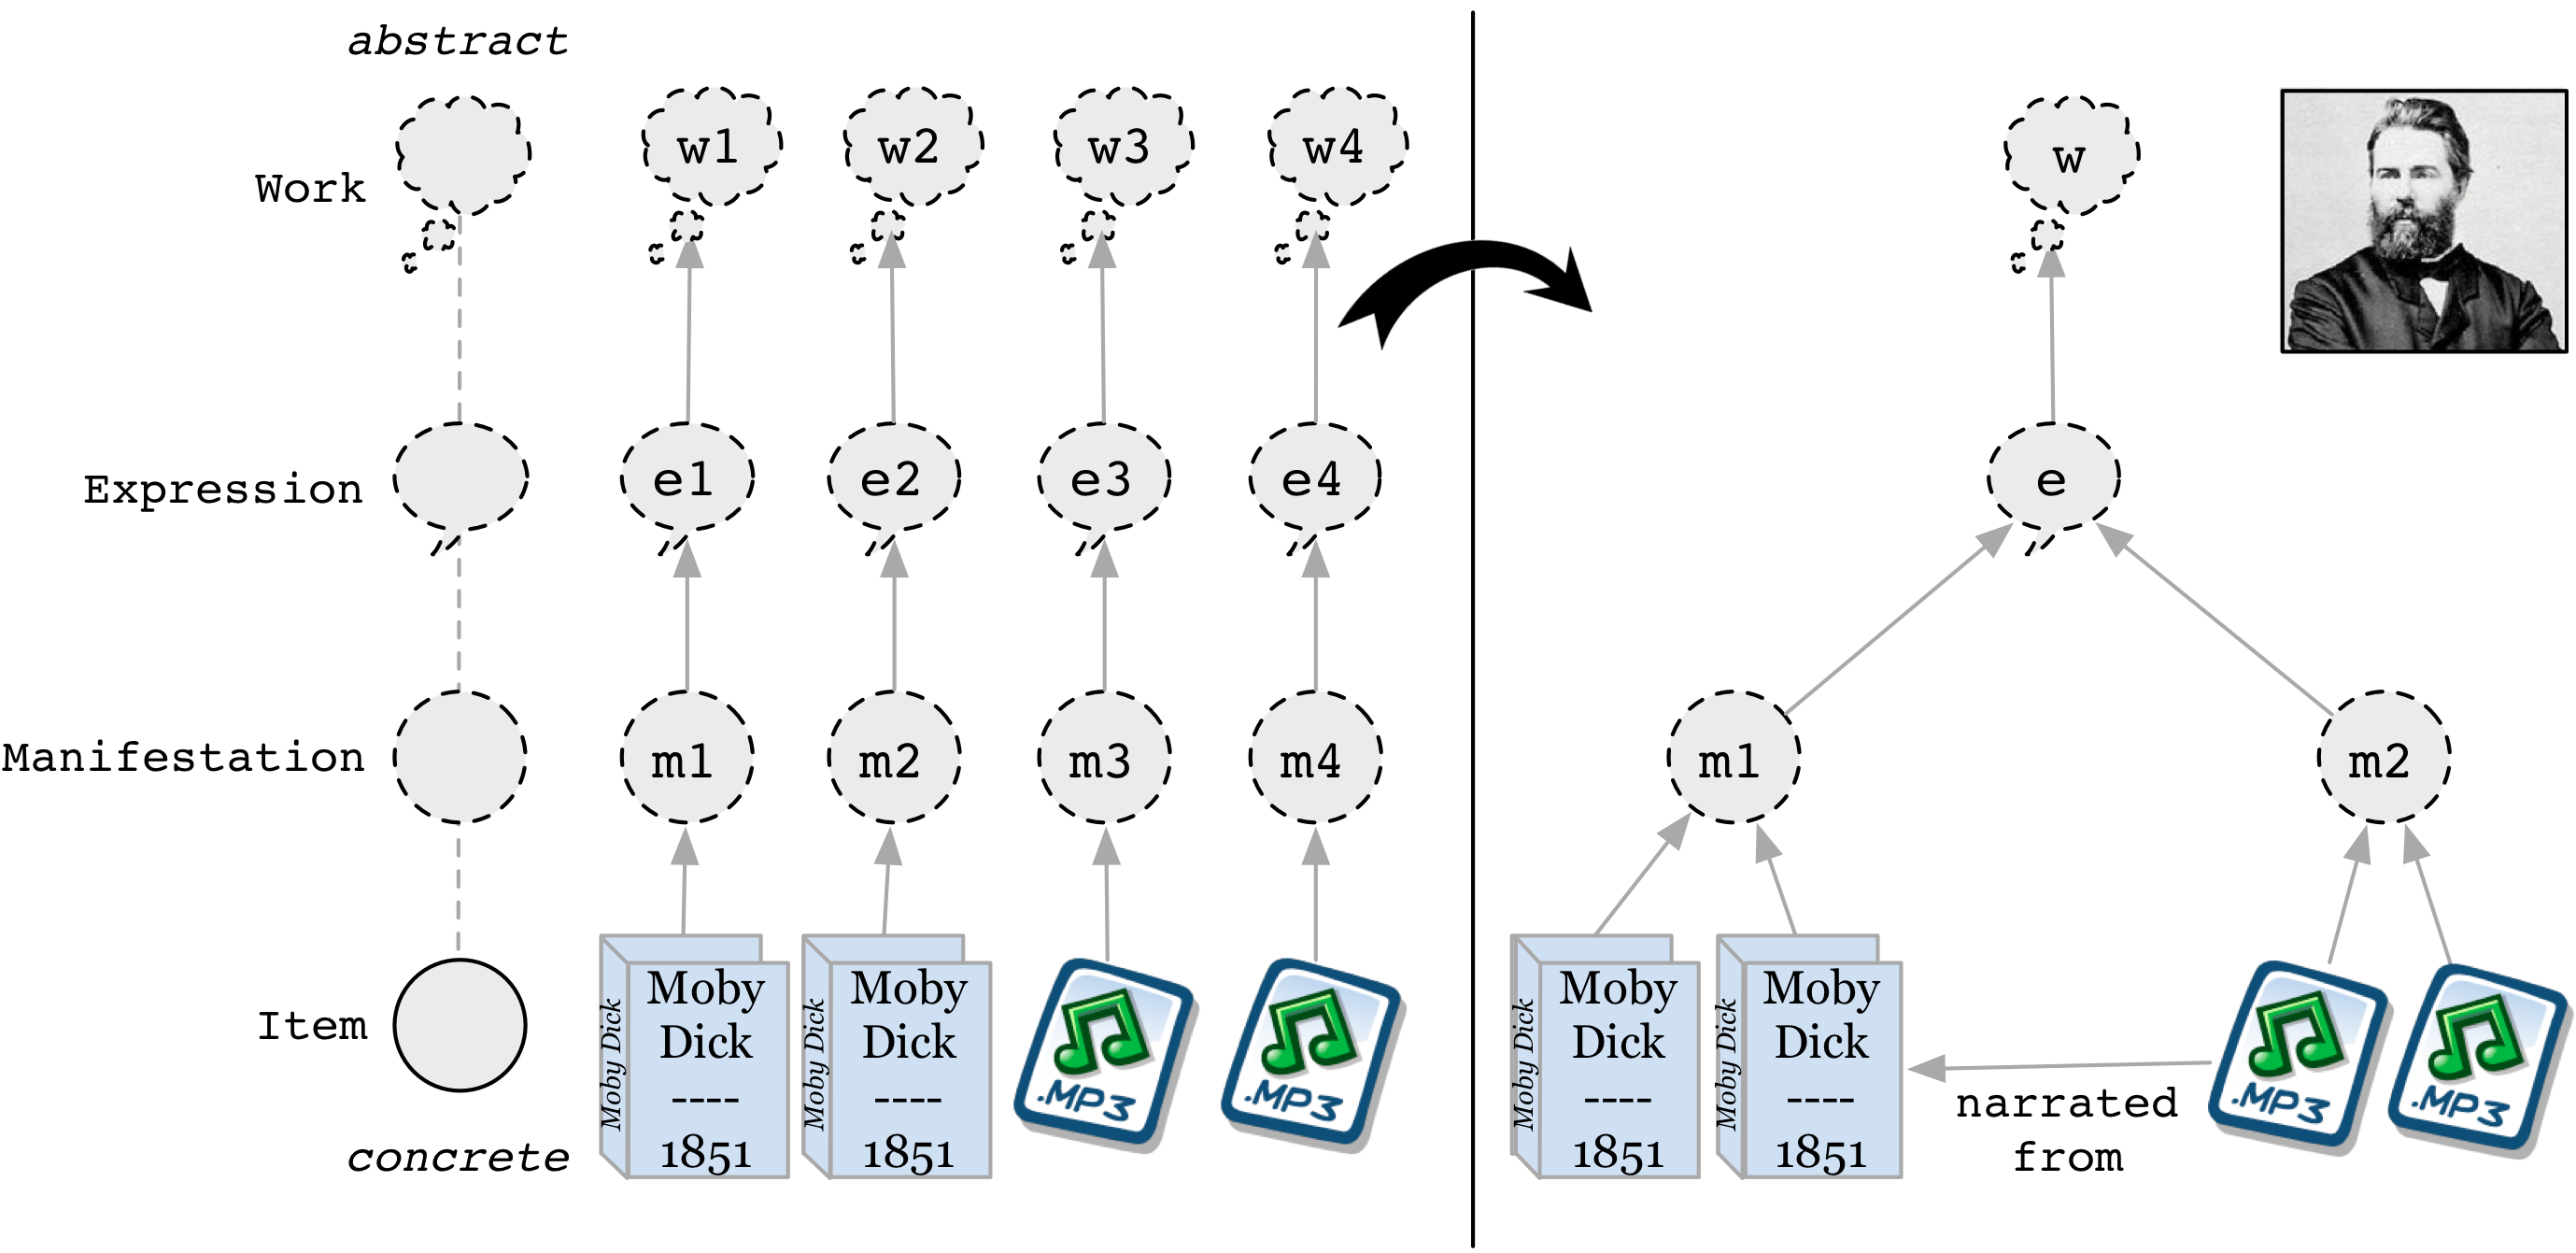 abstract
Work
w1
w2
w3
w4
w
Expression
e1
e2
e3
e4
e
Manifestation
m1
m2
m3
m4
m1
m2
Item
Moby Dick
Moby
Dick
----
1851
Moby Dick
Moby
Dick
----
1851
.MP3
.MP3
Moby Dick
Moby
Dick
----
1851
Moby Dick
Moby
Dick
----
1851
narrated
from
.MP3
.MP3
concrete